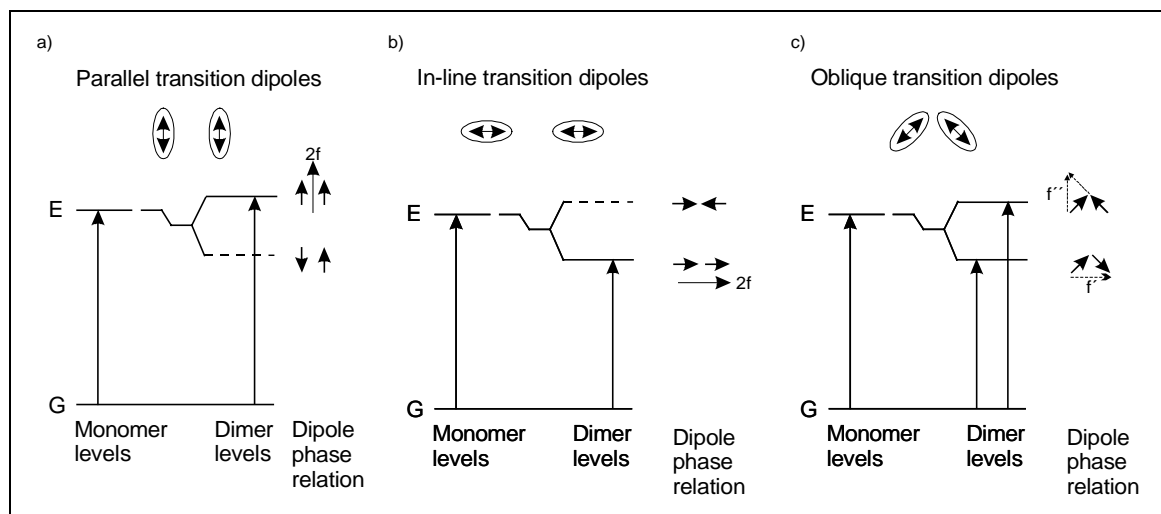 a)
Parallel transition dipoles
2f
E
G
Monomer levels
Dimer levels
Dipole phase relation
b)
In-line transition dipoles
E
2f
G
Monomer levels
Dimer levels
Dipole phase relation
c)
Oblique transition dipoles
f´´
E
f´
G
Monomer levels
Dimer levels
Dipole phase relation